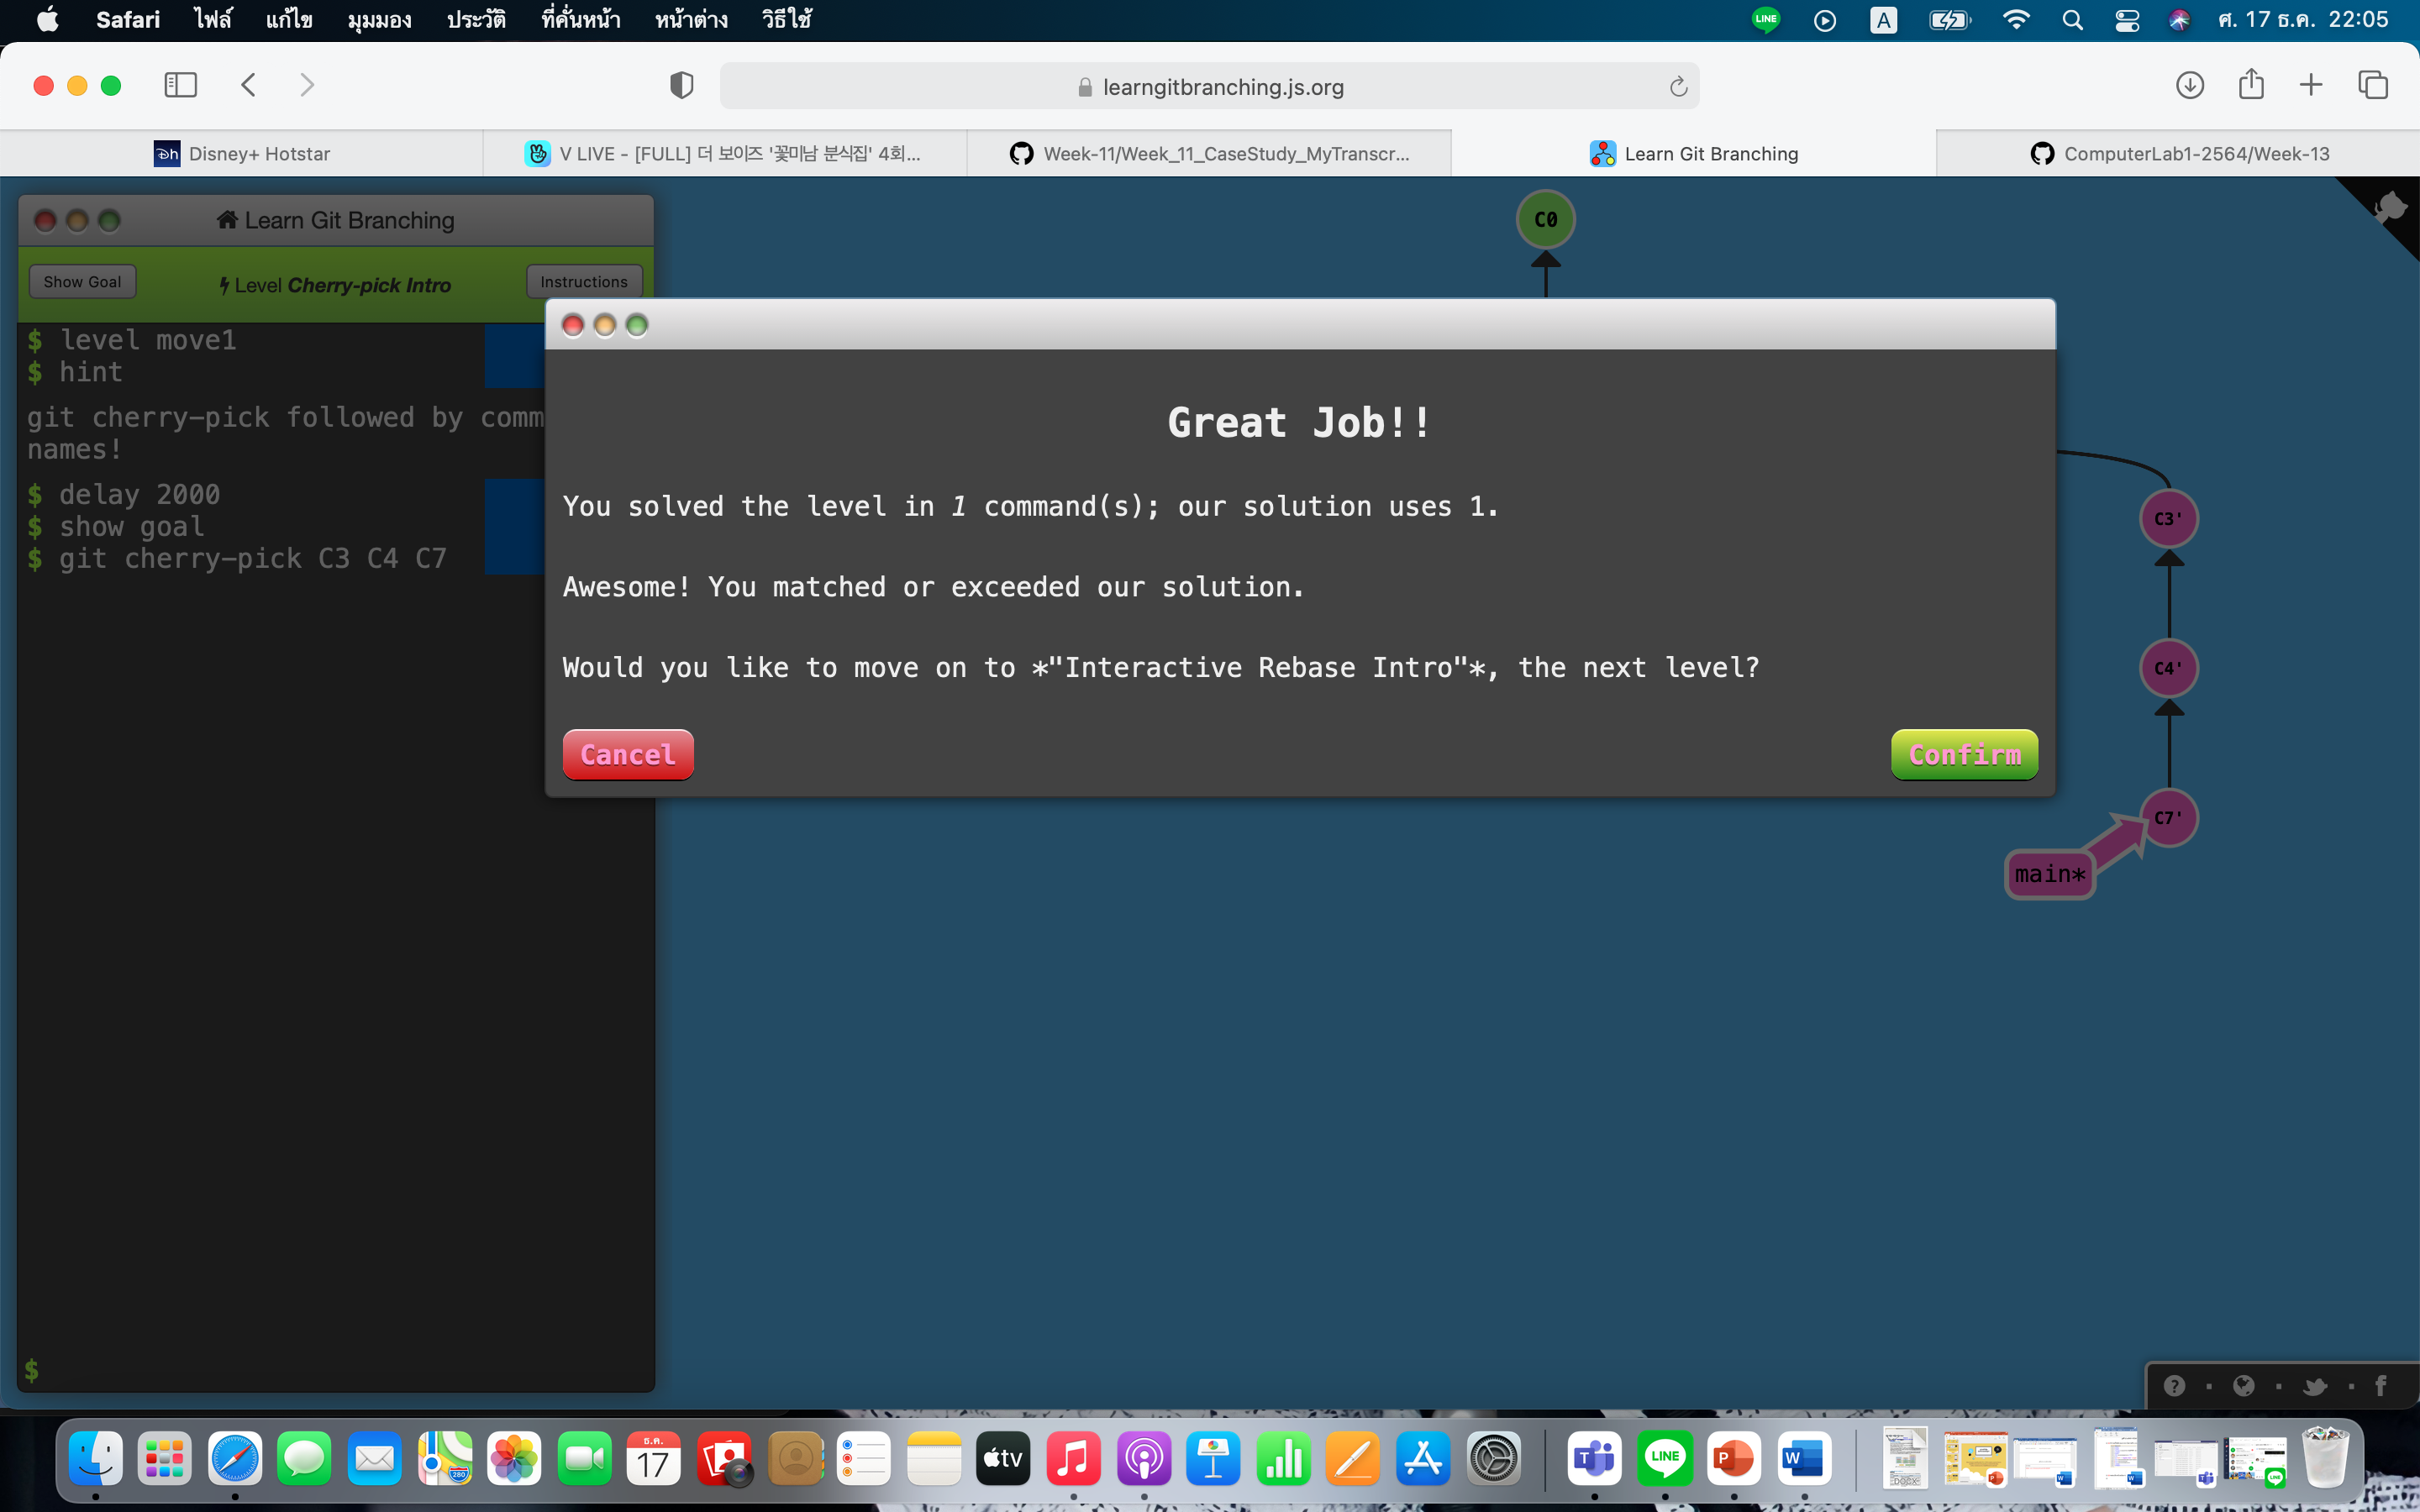 Safari ไฟล์ แก้ไข มุมมอง ประวัติ ที่คั่นหน้า หน้าต่าง วิธีใช้ LINE A ศ. 17 ธ.ค. 22:05
learngitbranching.js.org
Disney+ Hotstar
V LIVE - [FULL] 더 보이즈 '꽃미남 분식집' 4회...
Week-11/Week_11_CaseStudy_MyTranscr...
Learn Git Branching
ComputerLab1-2564/Week-13
Learn Git Branching
Show Goal
Level Cherry-pick Intro
Instructions
$ level move1
$ hint
git cherry-pick followed by comm
names!
$ delay 2000
$ show goal
$ git cherry-pick C3 C4 C7
$
C0
Great Job!!
You solved the level in 1 command(s); our solution uses 1.
Awesome! You matched or exceeded our solution.
Would you like to move on to *"Interactive Rebase Intro"*, the next level?
Cancel
Confirm
C3'
C4'
C7'
main*
280
ธ.ค.
17
tv
LINE
P
W